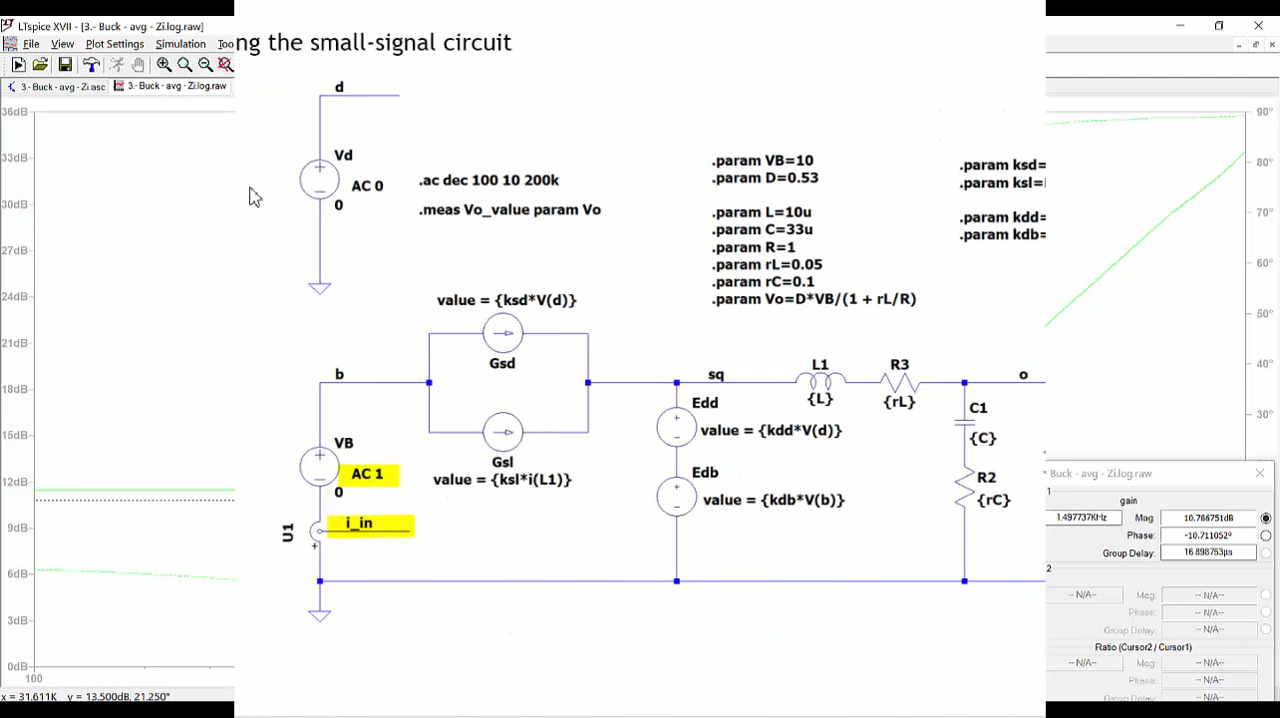 LTspice XVII - [3.- Buck - avg - Zi.log.raw]
File View Plot Settings Simulation Too
3.- Buck - avg - Zi.asc 3.- Buck - avg - Zi.log.raw
ng the small-signal circuit
36dB
33dB
30dB
27dB
24dB
21dB
18dB
15dB
12dB
9dB
6dB
3dB
0dB
100
90°
80°
70°
60°
50°
40°
30°
d
Vd
AC 0
0
.ac dec 100 10 200k
.meas Vo_value param Vo
.param VB=10
.param D=0.53
.param L=10u
.param C=33u
.param R=1
.param rL=0.05
.param rC=0.1
.param Vo=D*VB/(1 + rL/R)
.param ksd=
.param ksl=
.param kdd=
.param kdb=
value = {ksd*V(d)}
Gsd
b
Gsl
value = {ksl*i(L1)}
VB
AC 1
0
i_in
U1
sq
Edd
value = {kdd*V(d)}
Edb
value = {kdb*V(b)}
L1
{L}
R3
{rL}
o
C1
{C}
R2
{rC}
Buck - avg - Zi.log.raw
1
gain
1.497737KHz Mag: 10.786751dB
Phase: -10.711052°
Group Delay: 16.898753µs
2
-- N/A-- Mag: -- N/A--
Phase: -- N/A--
Group Delay: -- N/A--
Ratio (Cursor2 / Cursor1)
-- N/A-- Mag: -- N/A--
Phase: -- N/A--
Group Delay: -- N/A--
x = 31.611K y = 13.500dB, 21.250°